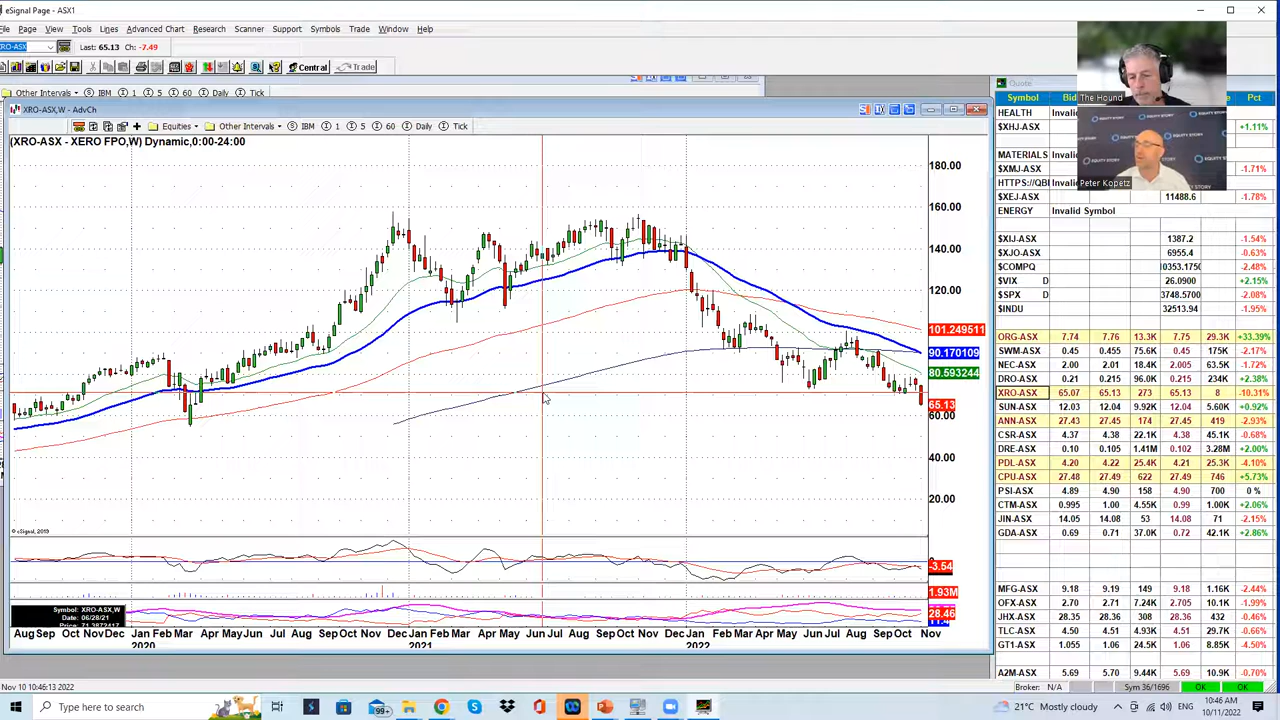 eSignal Page - ASX1
File Page View Tools Lines Advanced Chart Research Scanner Support Symbols Trade Window Help
XRO-ASX Last: 65.13 Ch: -7.49
Central Trade
Other Intervals IBM 1 5 60 Daily Tick
XRO-ASX,W - AdvCh
Equities Other Intervals IBM 1 5 60 Daily Tick
(XRO-ASX - XERO FPO,W) Dynamic,0:00-24:00
180.00
160.00
140.00
120.00
101.249511
90.170109
80.593244
65.13
60.00
40.00
20.00
© eSignal, 2019
-3.54
1.93M
28.46
Symbol: XRO-ASX,W
Date: 06/28/21
Aug Sep Oct Nov Dec Jan Feb Mar Apr May Jun Jul Aug Sep Oct Nov Dec Jan Feb Mar Apr May Jun Jul Aug Sep Oct Nov Dec Jan Feb Mar Apr May Jun Jul Aug Sep Oct Nov
2020 2021 2022
Nov 10 10:46:13 2022
The Hound
EQUITY STORY
Peter Kopetz
Quote
Symbol Pct
HEALTH
$XHJ-ASX +1.11%
MATERIALS
$XMJ-ASX -1.71%
HTTPS://QBI
$XEJ-ASX 11488.6 -1.78%
ENERGY Invalid Symbol
$XIJ-ASX 1387.2 -1.54%
$XJO-ASX 6955.4 -0.63%
$COMPQ 10353.1750 -2.48%
$VIX D 26.0900 +2.15%
$SPX D 3748.5700 -2.08%
$INDU 32513.94 -1.95%
ORG-ASX 7.74 7.76 13.3K 7.75 29.3K +33.39%
SWM-ASX 0.45 0.455 75.6K 0.45 175K -2.17%
NEC-ASX 2.00 2.01 18.4K 2.005 63.5K -1.72%
DRO-ASX 0.21 0.215 96.0K 0.215 234K +2.38%
XRO-ASX 65.07 65.13 273 65.13 8 -10.31%
SUN-ASX 12.03 12.04 9.92K 12.04 5.60K +0.92%
ANN-ASX 27.43 27.45 174 27.45 419 -2.93%
CSR-ASX 4.37 4.38 22.1K 4.38 45.1K -0.68%
DRE-ASX 0.10 0.105 1.41M 0.102 3.28M +2.00%
PDL-ASX 4.20 4.22 25.4K 4.21 25.3K -4.10%
CPU-ASX 27.48 27.49 622 27.49 746 +5.73%
PSI-ASX 4.89 4.90 158 4.90 700 0 %
CTM-ASX 0.995 1.00 4.55K 0.99 1.00K +2.06%
JIN-ASX 14.05 14.08 53 14.08 71 -2.15%
GDA-ASX 0.69 0.71 37.0K 0.72 42.1K +2.86%
MFG-ASX 9.18 9.19 149 9.18 1.16K -2.44%
OFX-ASX 2.70 2.71 7.24K 2.705 10.1K -1.99%
JHX-ASX 28.35 28.36 308 28.36 432 -0.46%
TLC-ASX 4.50 4.51 4.93K 4.51 29.7K -0.66%
GT1-ASX 1.055 1.06 24.5K 1.06 8.85K -4.50%
A2M-ASX 5.69 5.70 9.44K 5.69 10.9K -0.70%
Broker: N/A Sym 36/1696 OK OK
Type here to search
99+
21°C Mostly cloudy ENG 10:46 AM
10/11/2022